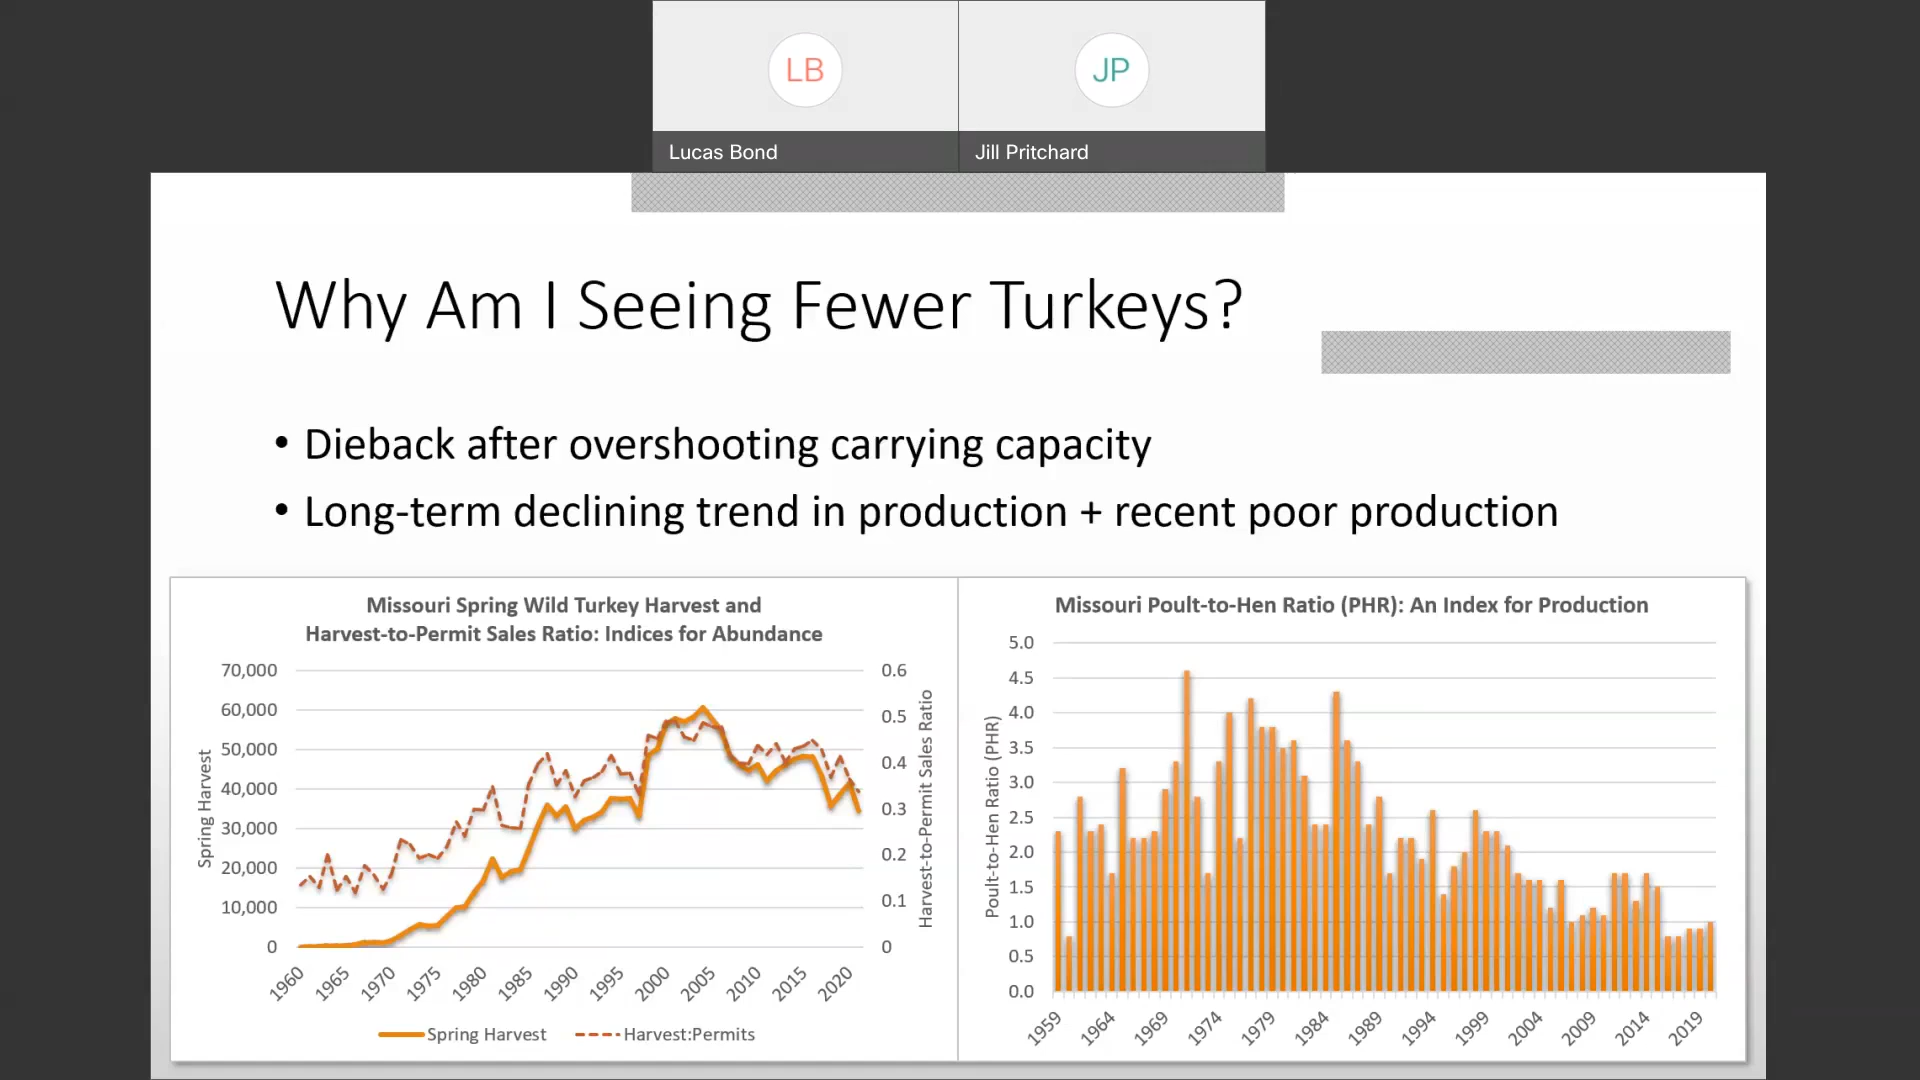 LB
JP
Lucas Bond
Jill Pritchard
Why Am I Seeing Fewer Turkeys?
• Dieback after overshooting carrying capacity
• Long-term declining trend in production + recent poor production
Missouri Spring Wild Turkey Harvest and
Harvest-to-Permit Sales Ratio: Indices for Abundance
70,000
60,000
50,000
40,000
30,000
20,000
10,000
0
Spring Harvest
0.6
0.5
0.4
0.3
0.2
0.1
0
Harvest-to-Permit Sales Ratio
1960 1965 1970 1975 1980 1985 1990 1995 2000 2005 2010 2015 2020
Spring Harvest Harvest:Permits
Missouri Poult-to-Hen Ratio (PHR): An Index for Production
5.0
4.5
4.0
3.5
3.0
2.5
2.0
1.5
1.0
0.5
0.0
Poult-to-Hen Ratio (PHR)
1959 1964 1969 1974 1979 1984 1989 1994 1999 2004 2009 2014 2019